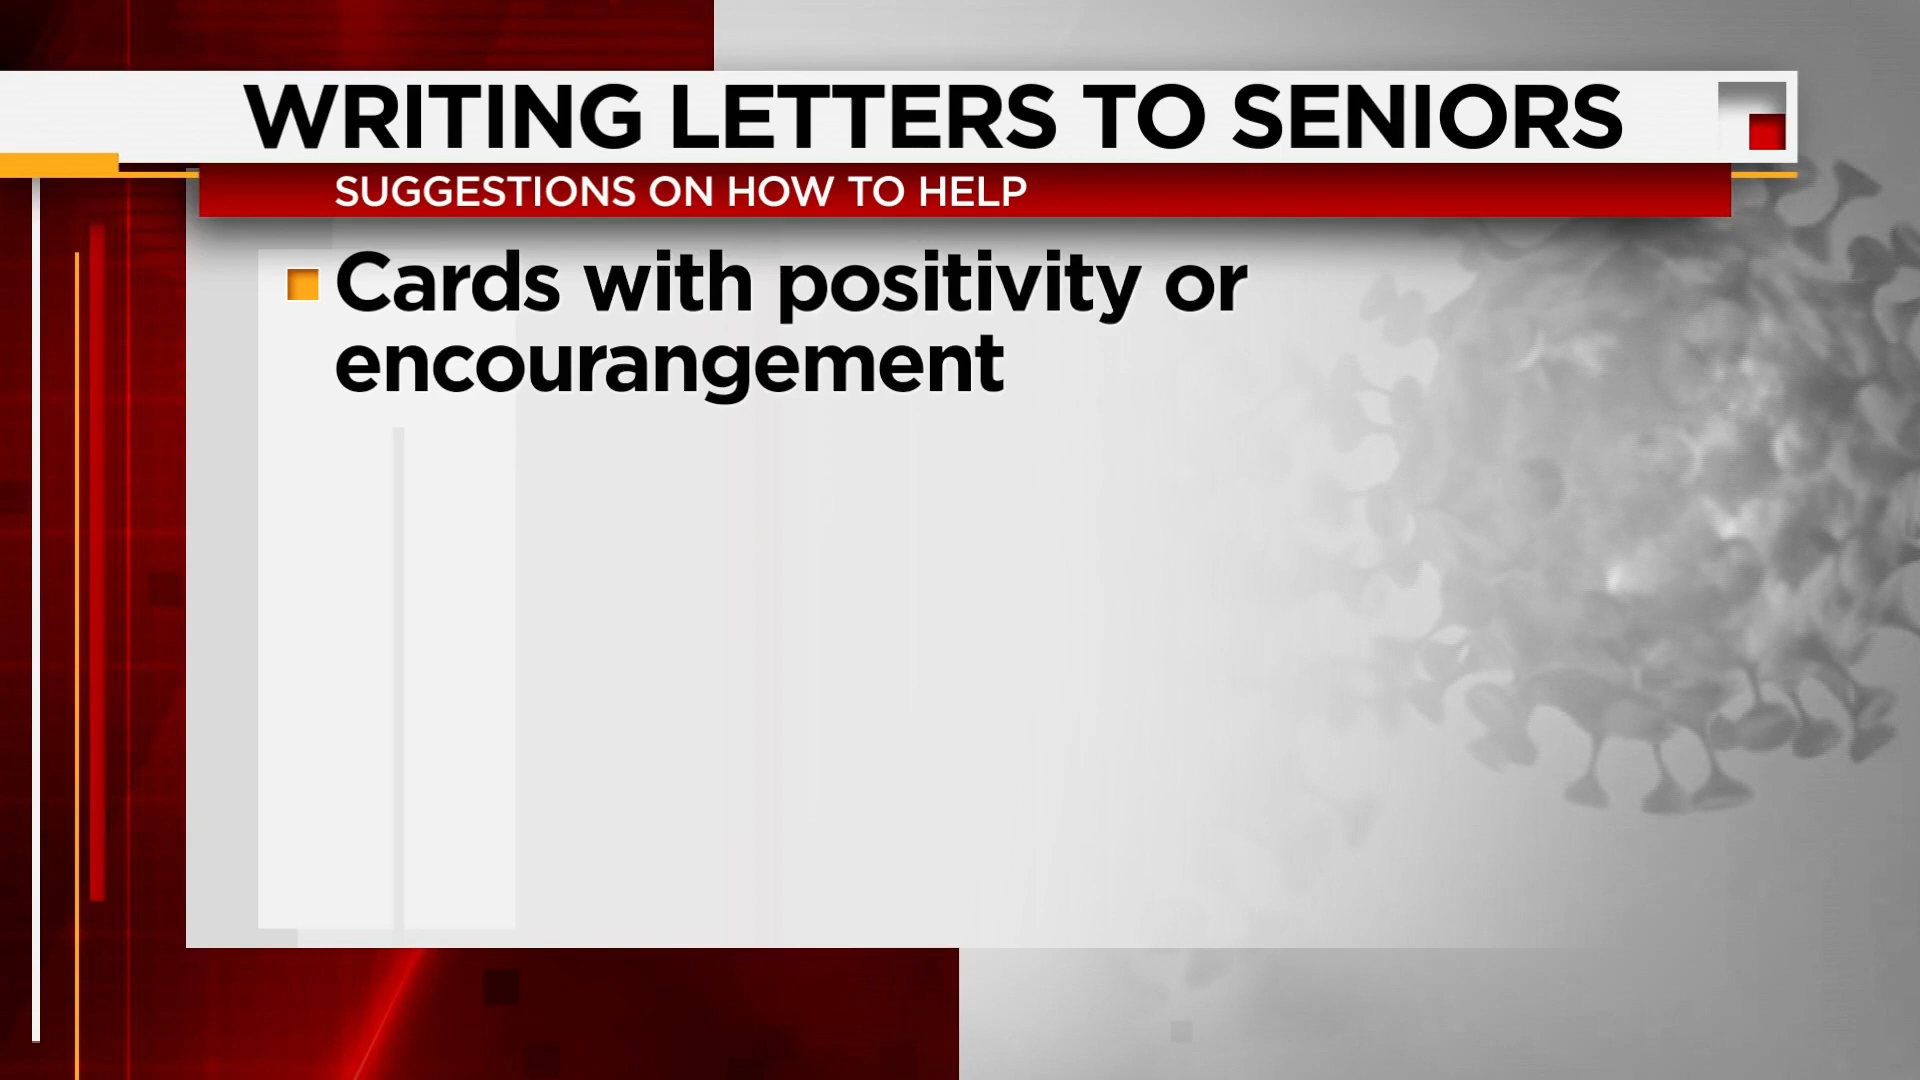 WRITING LETTERS TO SENIORS
SUGGESTIONS ON HOW TO HELP
Cards with positivity or
encourangement